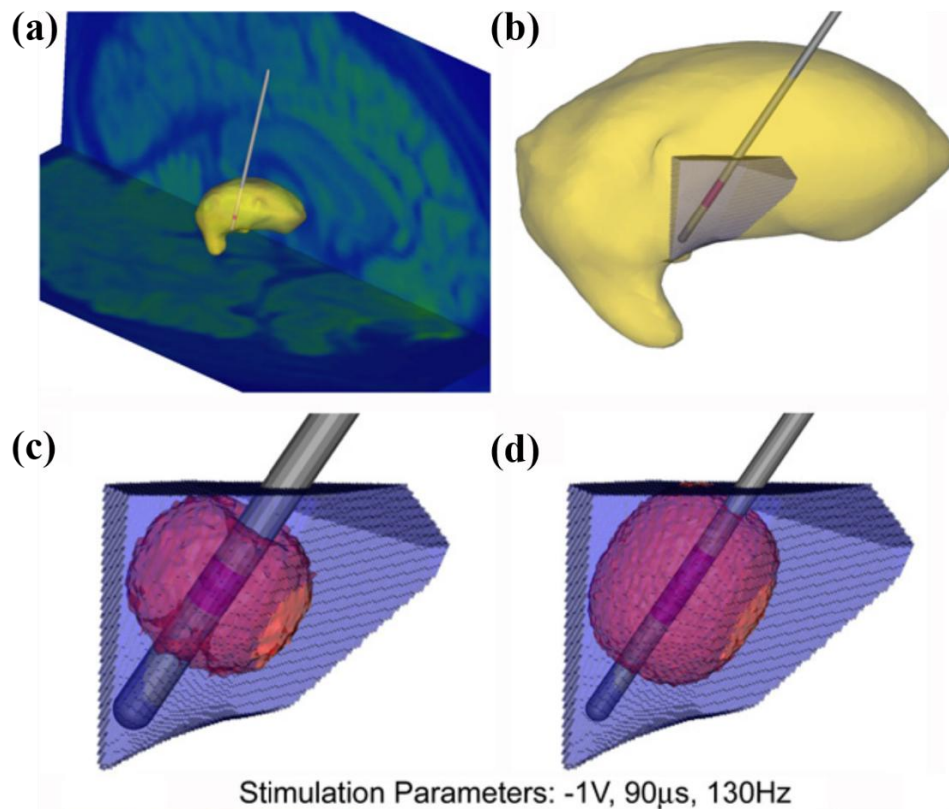 (a)
(b)
(c)
(d)
Stimulation Parameters: -1V, 90μs, 130Hz